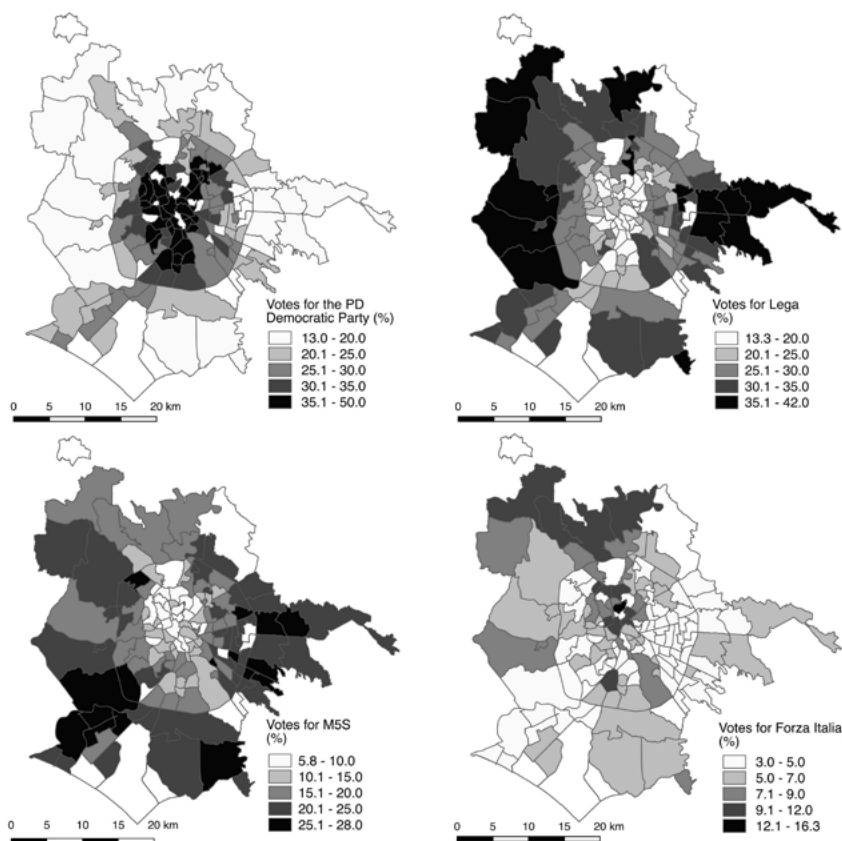 Votes for the PD
Democratic Party (%)
13.0 - 20.0
20.1 - 25.0
25.1 - 30.0
30.1 - 35.0
35.1 - 50.0
0 5 10 15 20 km
Votes for Lega
(%)
13.3 - 20.0
20.1 - 25.0
25.1 - 30.0
30.1 - 35.0
35.1 - 42.0
0 5 10 15 20 km
Votes for M5S
(%)
5.8 - 10.0
10.1 - 15.0
15.1 - 20.0
20.1 - 25.0
25.1 - 28.0
0 5 10 15 20 km
Votes for Forza Italia
(%)
3.0 - 5.0
5.0 - 7.0
7.1 - 9.0
9.1 - 12.0
12.1 - 16.3
0 5 10 15 20 km